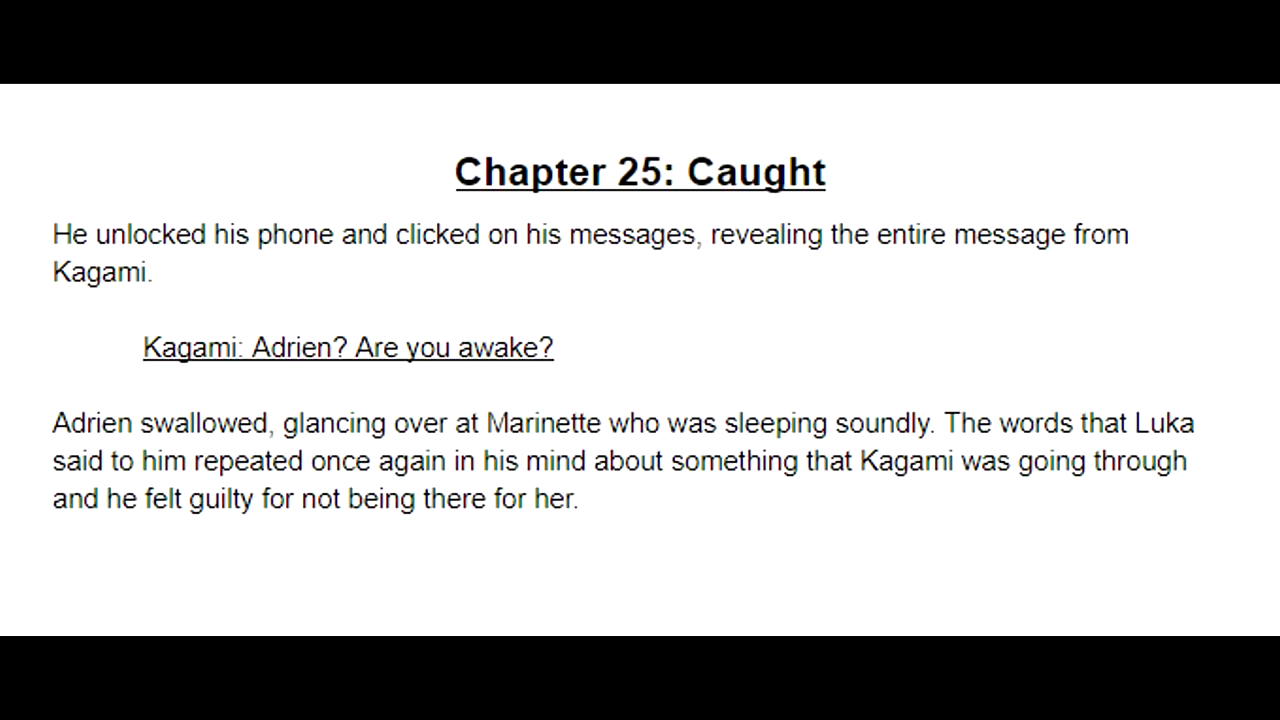 Chapter 25: Caught
He unlocked his phone and clicked on his messages, revealing the entire message from
Kagami.
Kagami: Adrien? Are you awake?
Adrien swallowed, glancing over at Marinette who was sleeping soundly. The words that Luka
said to him repeated once again in his mind about something that Kagami was going through
and he felt guilty for not being there for her.